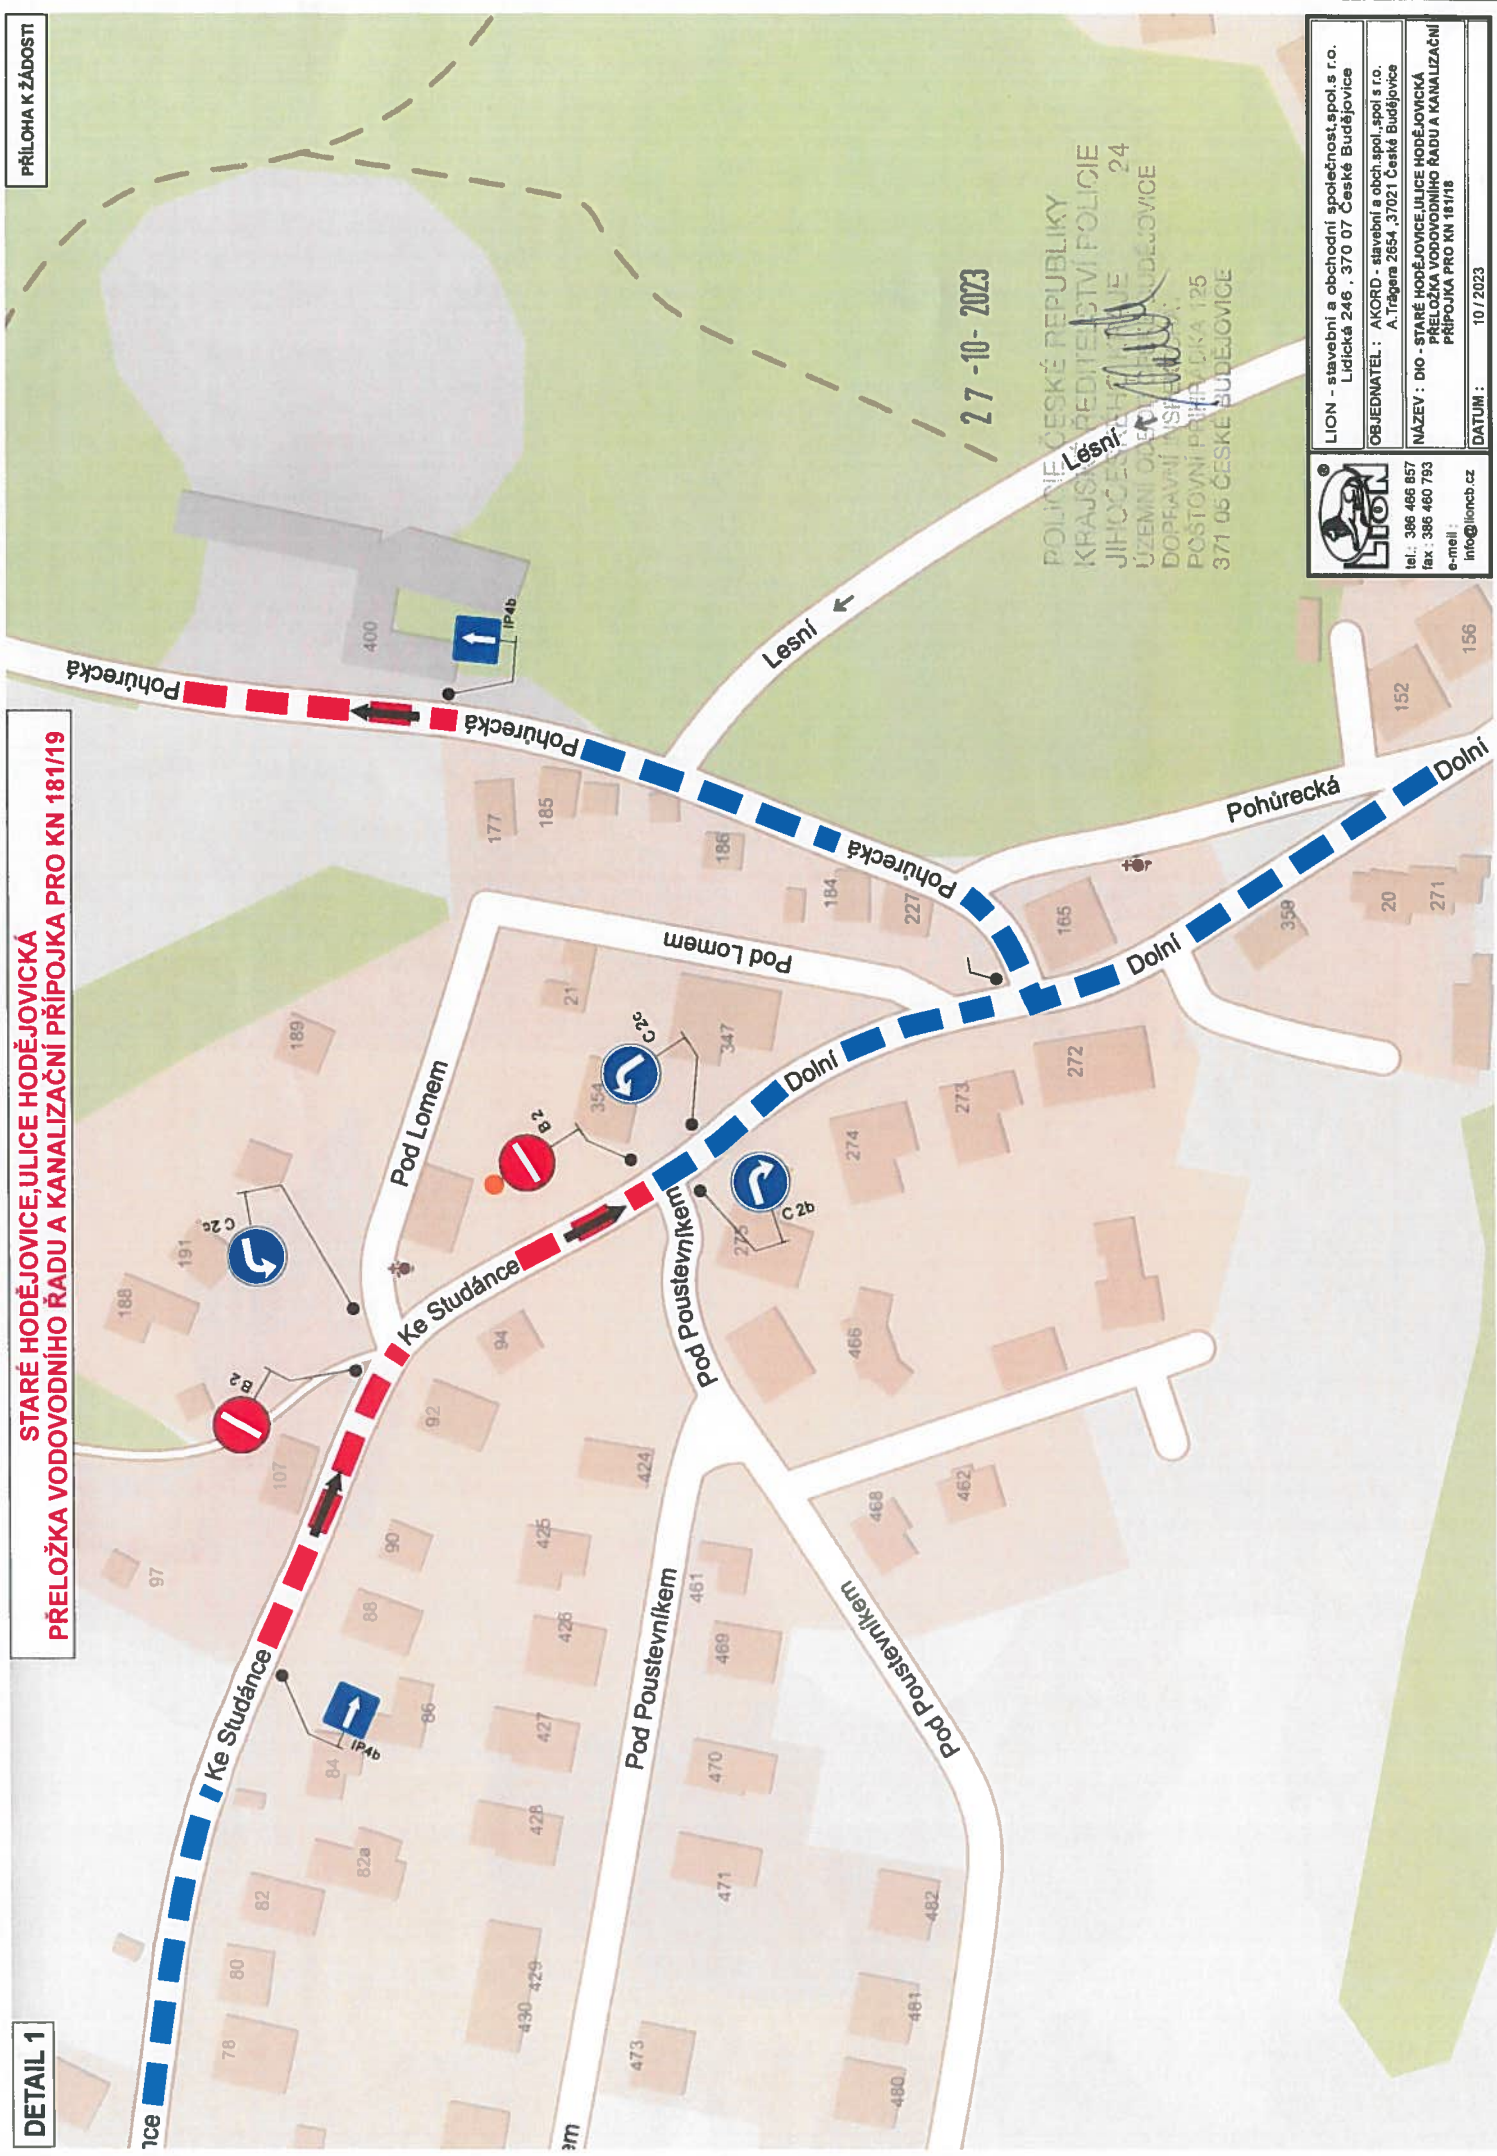 DETAIL 1
STARÉ HODĚJOVICE,ULICE HODĚJOVICKÁ
PŘELOŽKA VODOVODNÍHO ŘADU A KANALIZAČNÍ PŘÍPOJKA PRO KN 181/19
PŘÍLOHA K ŽÁDOSTI
Ke Studánce
Ke Studánce
Pod Lomem
Pod Lomem
Pohůrecká
Pohůrecká
Pohůrecká
Pohůrecká
Pohůrecká
Lesní
Lesní
Dolní
Dolní
Dolní
Pod Poustevníkem
Pod Poustevníkem
Pod Poustevníkem
IP4b
B 2
C 2c
B 2
C 2c
C 2b
IP4b
97
107
191
188
189
78
80
82
82a
84
86
88
90
92
94
21
354
347
177
185
186
184
227
400
165
359
20
271
152
156
272
273
274
275
466
424
425
426
427
428
429
430
461
469
470
471
473
468
462
480
481
482
27 -10- 2023
POLICIE ČESKÉ REPUBLIKY
KRAJSKÉ ŘEDITELSTVÍ POLICIE
24
DOPRAVNÍ
POŠTOVNÍ PŘIHRÁDKA 125
371 05 ČESKÉ BUDĚJOVICE
LION
®
tel.: 386 466 857
fax : 386 460 793
e-meil :
info@lioncb.cz
LION - stavební a obchodní společnost,spol.s r.o.
Lidická 246 , 370 07 České Budějovice
OBJEDNATEL : AKORD - stavební a obch.spol.,spol s r.o.
A.Trägera 2654 ,37021 České Budějovice
NÁZEV : DIO - STARÉ HODĚJOVICE,ULICE HODĚJOVICKÁ
PŘELOŽKA VODOVODNÍHO ŘADU A KANALIZAČNÍ
PŘÍPOJKA PRO KN 181/18
DATUM : 10 / 2023